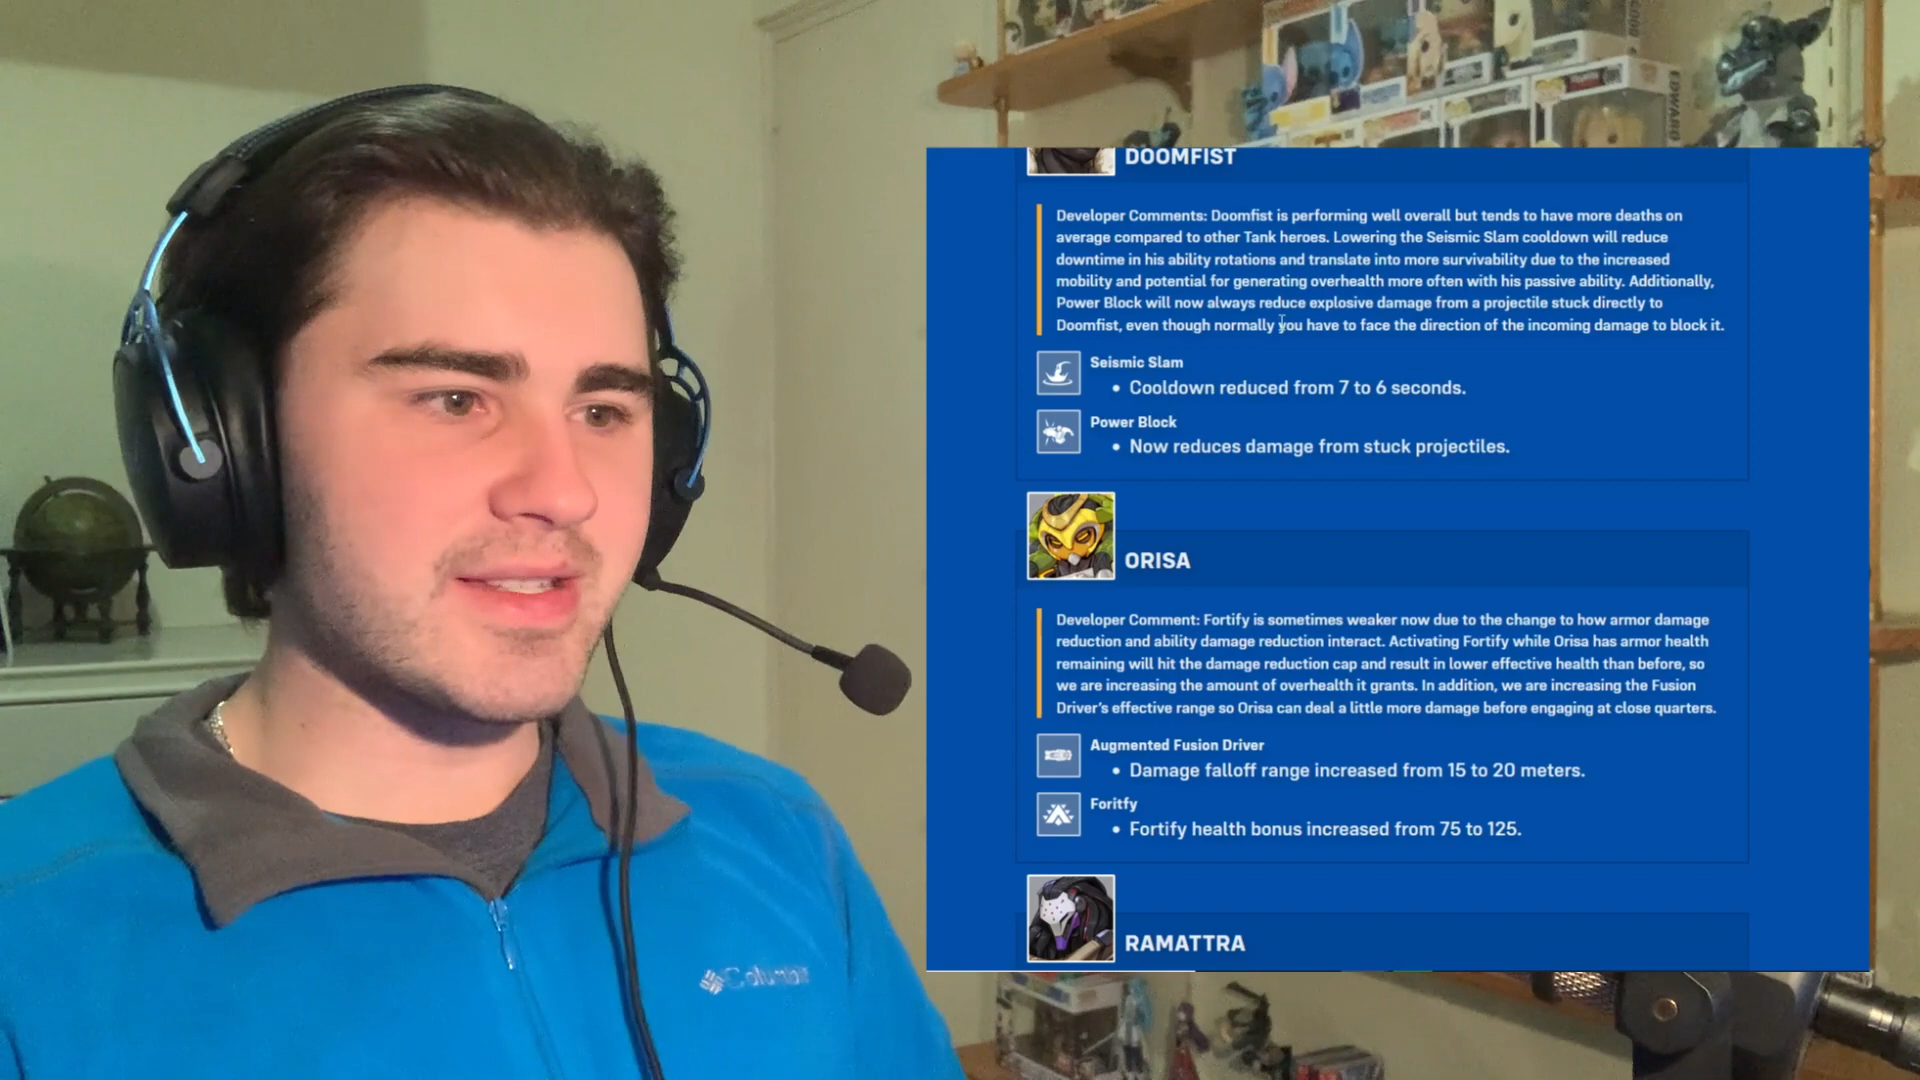 EDWARD
DOOMFIST
Developer Comments: Doomfist is performing well overall but tends to have more deaths on
average compared to other Tank heroes. Lowering the Seismic Slam cooldown will reduce
downtime in his ability rotations and translate into more survivability due to the increased
mobility and potential for generating overhealth more often with his passive ability. Additionally,
Power Block will now always reduce explosive damage from a projectile stuck directly to
Doomfist, even though normally you have to face the direction of the incoming damage to block it.
Seismic Slam
• Cooldown reduced from 7 to 6 seconds.
Power Block
• Now reduces damage from stuck projectiles.
ORISA
Developer Comment: Fortify is sometimes weaker now due to the change to how armor damage
reduction and ability damage reduction interact. Activating Fortify while Orisa has armor health
remaining will hit the damage reduction cap and result in lower effective health than before, so
we are increasing the amount of overhealth it grants. In addition, we are increasing the Fusion
Driver's effective range so Orisa can deal a little more damage before engaging at close quarters.
Augmented Fusion Driver
• Damage falloff range increased from 15 to 20 meters.
Foritfy
• Fortify health bonus increased from 75 to 125.
RAMATTRA
Columbia